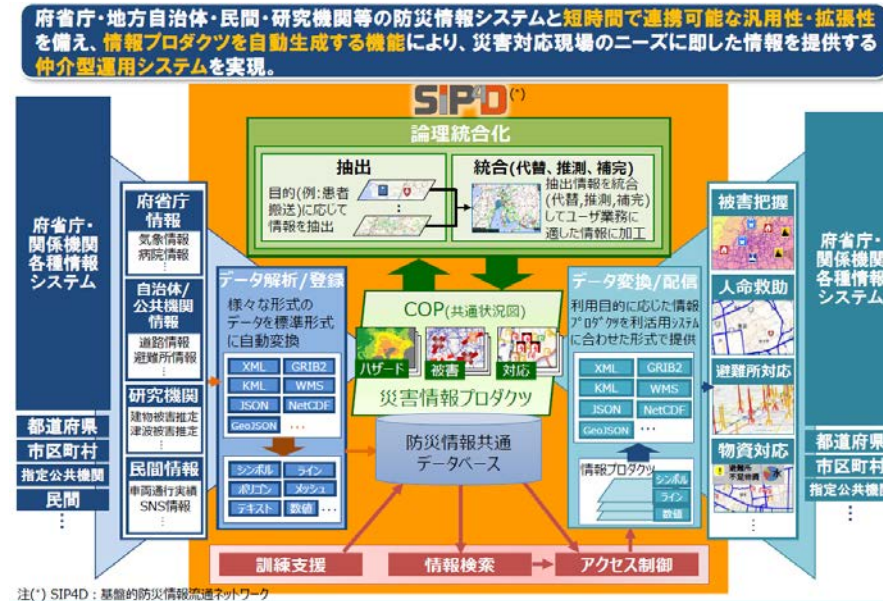 府省庁・地方自治体・民間・研究機関等の防災情報システムと短時間で連携可能な汎用性・拡張性
を備え、情報プロダクツを自動生成する機能により、災害対応現場のニーズに即した情報を提供する
仲介型運用システムを実現。
SIP4D(*)
論理統合化
抽出
目的(例:患者
搬送)に応じて
情報を抽出
統合(代替、推測、補完)
抽出情報を統合
(代替,推測,補完)
してユーザ業務に
適した情報に加工
府省庁・
関係機関
各種情報
システム
都道府県
市区町村
指定公共機関
民間
⋮
府省庁
情報
気象情報
病院情報
⋮
自治体/
公共機関
情報
道路情報
避難所情報
⋮
研究機関
建物被害推定
津波被害推定
⋮
民間情報
車両通行実績
SNS情報
⋮
データ解析/登録
様々な形式の
データを標準形式
に自動変換
XML GRIB2
KML WMS
JSON NetCDF
GeoJSON …
シンボル ライン
ポリゴン メッシュ
テキスト 数値 …
COP(共通状況図)
ハザード 被害 対応
災害情報プロダクツ
防災情報共通
データベース
データ変換/配信
利用目的に応じた情報
プロダクツを利活用システム
に合わせた形式で提供
XML GRIB2
KML WMS
JSON NetCDF
GeoJSON …
情報プロダクツ
シンボル
ライン
数値
被害把握
人命救助
避難所対応
物資対応
避難所
不足物資
水
⋮
府省庁・
関係機関
各種情報
システム
都道府県
市区町村
指定公共機関
⋮
訓練支援 情報検索 アクセス制御
注(*) SIP4D：基盤的防災情報流通ネットワーク